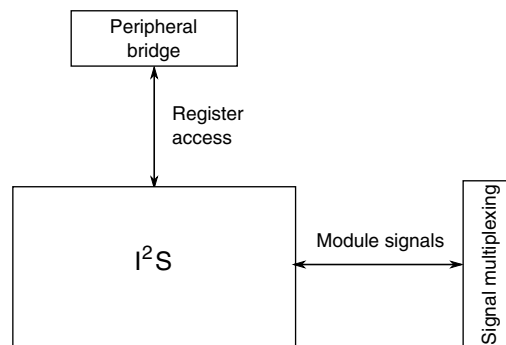 Peripheral
bridge
Register
access
I²S
Module signals
Signal multiplexing